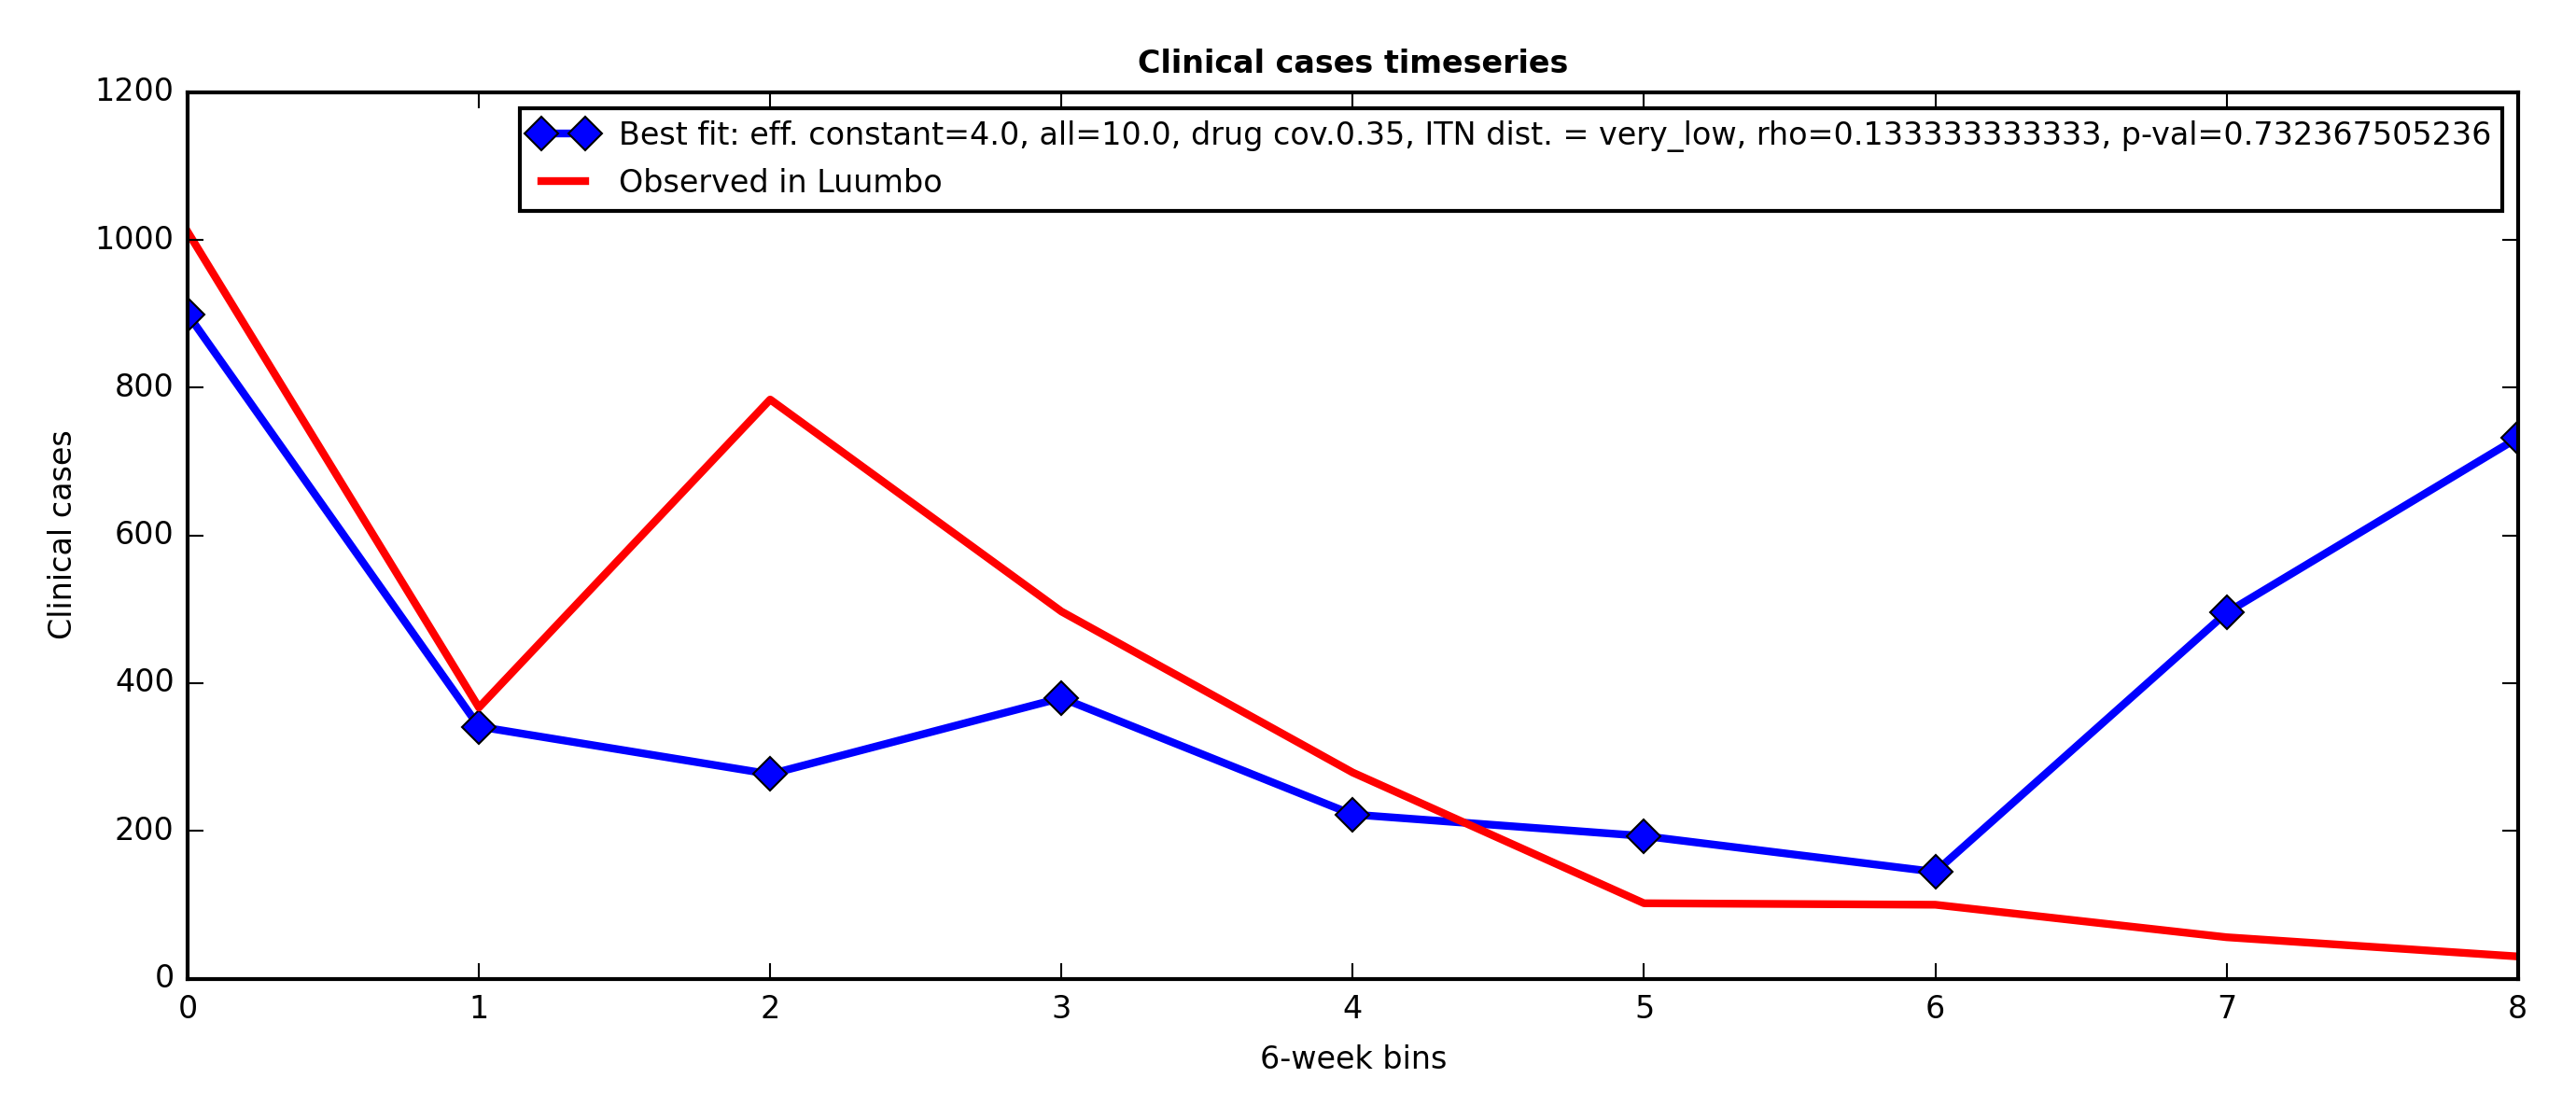 Clinical cases timeseries
Best fit: eff. constant=4.0, all=10.0, drug cov.0.35, ITN dist. = very_low, rho=0.133333333333, p-val=0.732367505236
Observed in Luumbo
1200
1000
800
600
400
200
0
Clinical cases
0 1 2 3 4 5 6 7 8
6-week bins